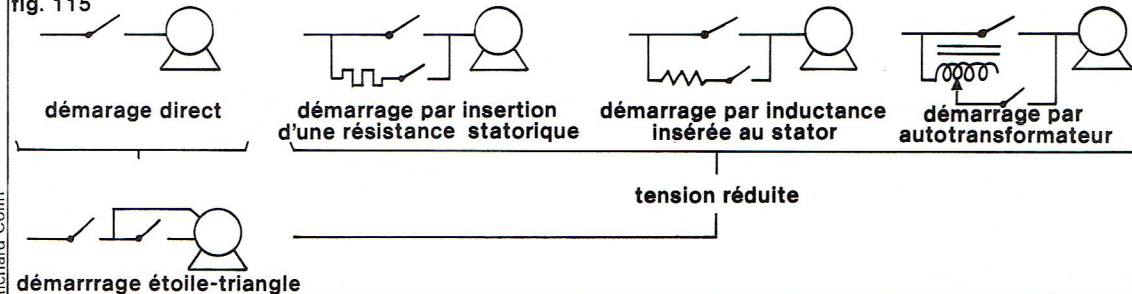 fig. 115
démarage direct
démarrage par insertion
d'une résistance statorique
démarrage par inductance
insérée au stator
démarrage par
autotransformateur
tension réduite
démarrrage étoile-triangle